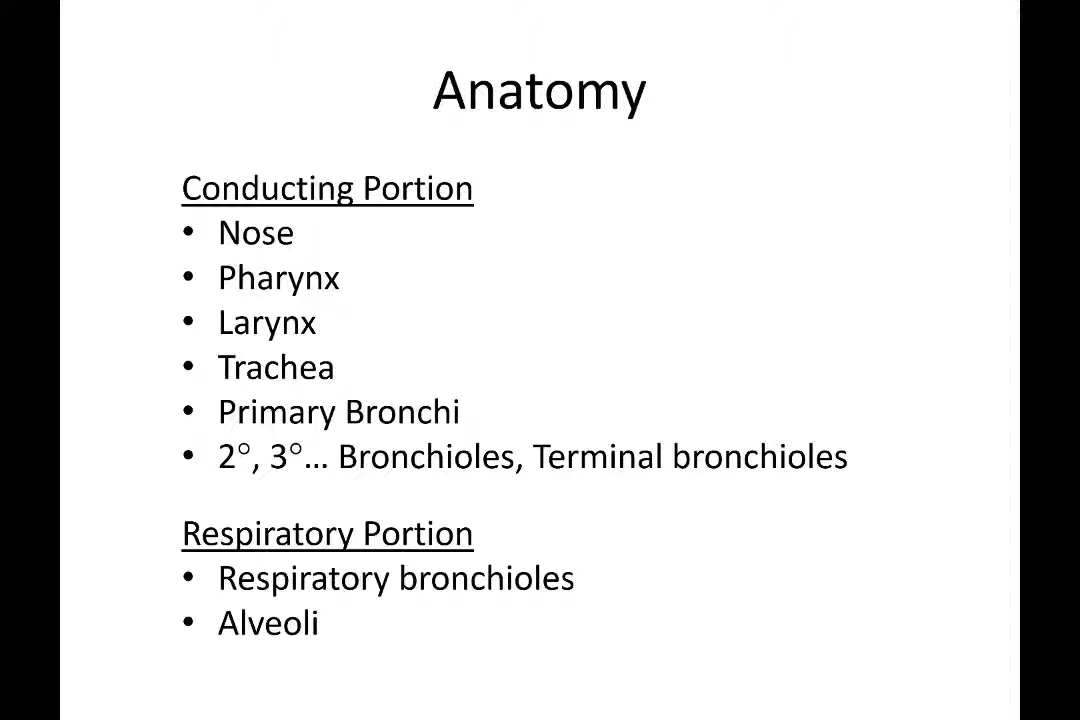 Anatomy
Conducting Portion
• Nose
• Pharynx
• Larynx
• Trachea
• Primary Bronchi
• 2°, 3°… Bronchioles, Terminal bronchioles
Respiratory Portion
• Respiratory bronchioles
• Alveoli